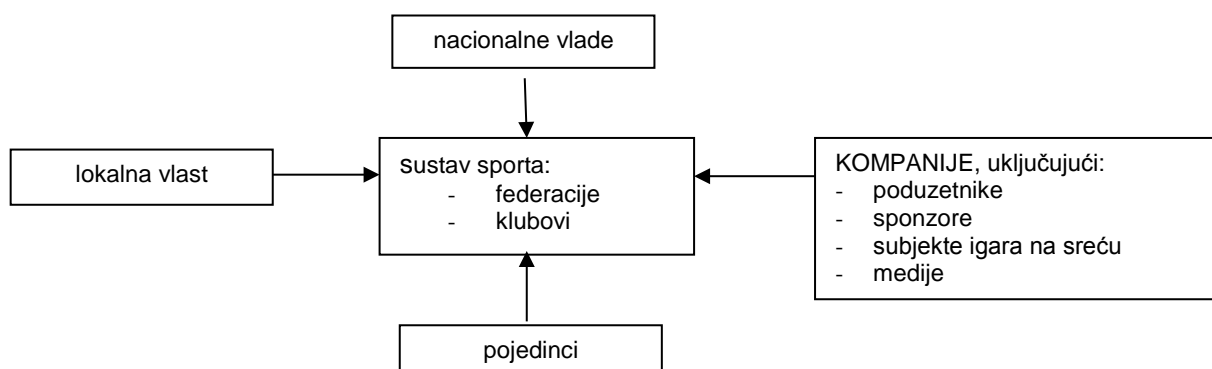 nacionalne vlade
lokalna vlast
sustav sporta:
- federacije
- klubovi
KOMPANIJE, uključujući:
- poduzetnike
- sponzore
- subjekte igara na sreću
- medije
pojedinci